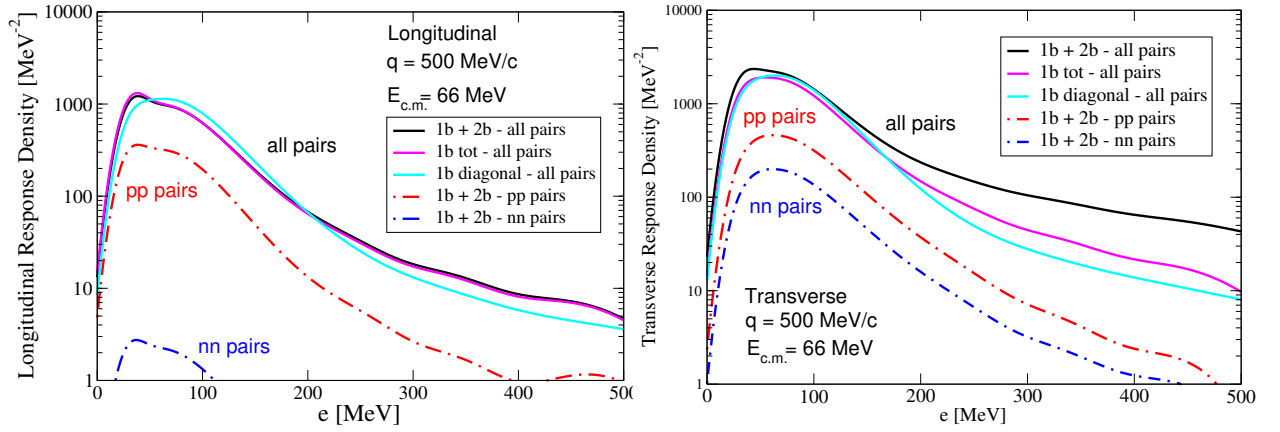 Longitudinal Response Density [MeV-2]
10000
1000
100
10
1
Longitudinal
q = 500 MeV/c
E c.m. = 66 MeV
1b + 2b - all pairs
1b tot - all pairs
1b diagonal - all pairs
1b + 2b - pp pairs
1b + 2b - nn pairs
all pairs
pp pairs
nn pairs
0 100 200 300 400 500
e [MeV]
Transverse Response Density [MeV-2]
10000
1000
100
10
1
1b + 2b - all pairs
1b tot - all pairs
1b diagonal - all pairs
1b + 2b - pp pairs
1b + 2b - nn pairs
pp pairs
all pairs
nn pairs
Transverse
q = 500 MeV/c
E c.m. = 66 MeV
0 100 200 300 400 500
e [MeV]